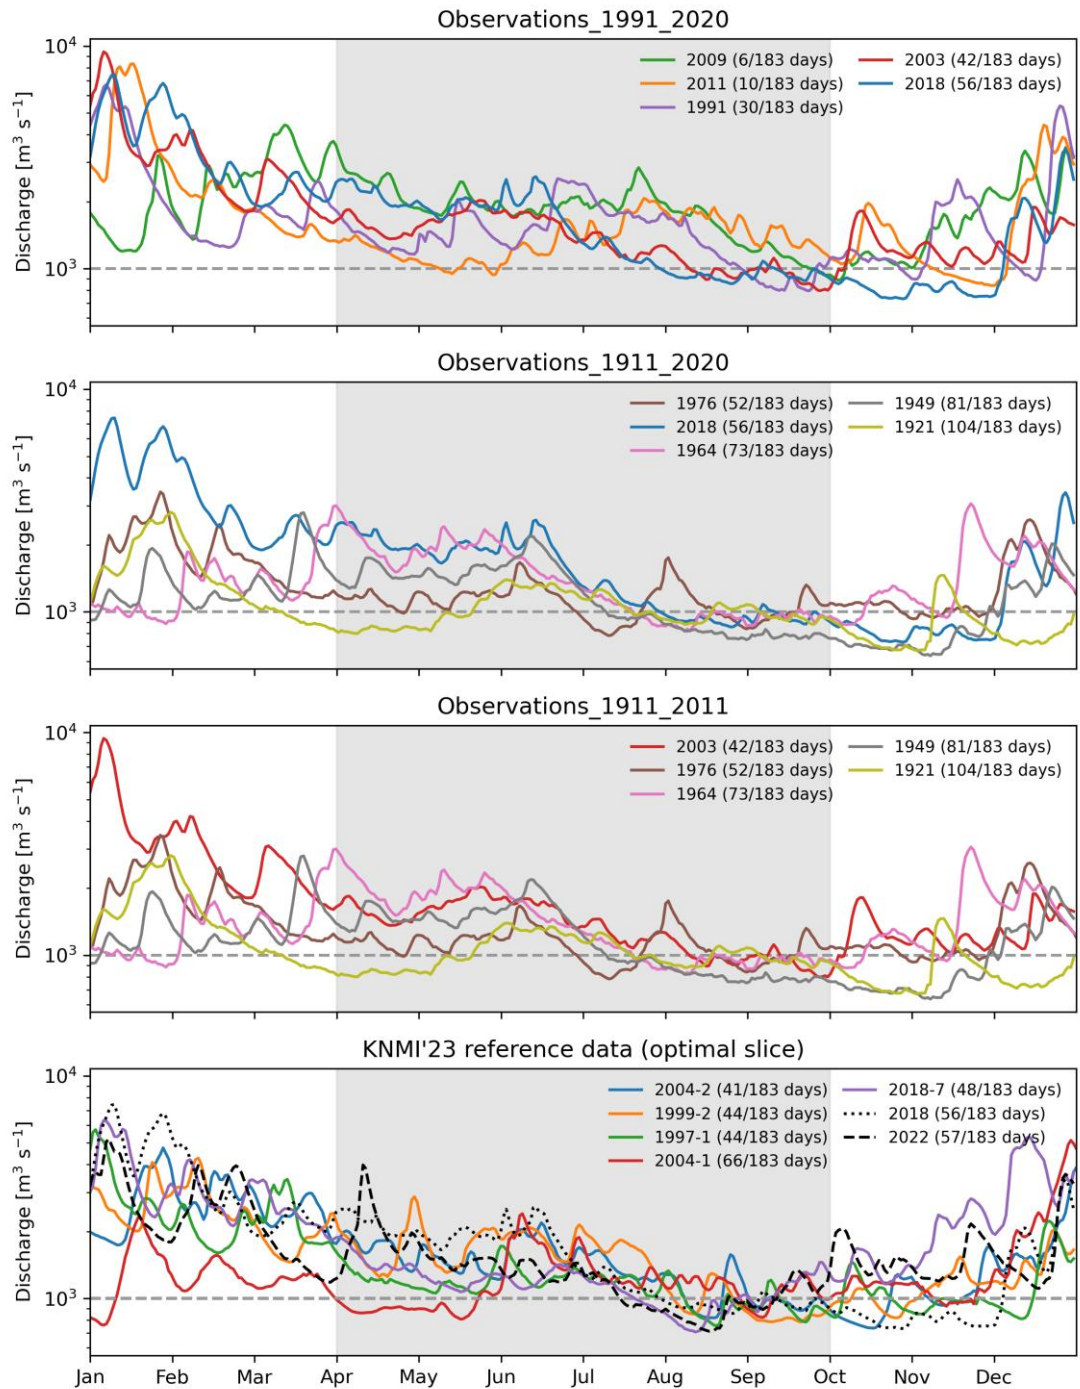 Observations_1991_2020
Discharge [m³ s⁻¹]
10⁴
10³
2009 (6/183 days)
2011 (10/183 days)
1991 (30/183 days)
2003 (42/183 days)
2018 (56/183 days)
Observations_1911_2020
Discharge [m³ s⁻¹]
10⁴
10³
1976 (52/183 days)
2018 (56/183 days)
1964 (73/183 days)
1949 (81/183 days)
1921 (104/183 days)
Observations_1911_2011
Discharge [m³ s⁻¹]
10⁴
10³
2003 (42/183 days)
1976 (52/183 days)
1964 (73/183 days)
1949 (81/183 days)
1921 (104/183 days)
KNMI'23 reference data (optimal slice)
Discharge [m³ s⁻¹]
10⁴
10³
2004-2 (41/183 days)
1999-2 (44/183 days)
1997-1 (44/183 days)
2004-1 (66/183 days)
2018-7 (48/183 days)
2018 (56/183 days)
2022 (57/183 days)
Jan Feb Mar Apr May Jun Jul Aug Sep Oct Nov Dec